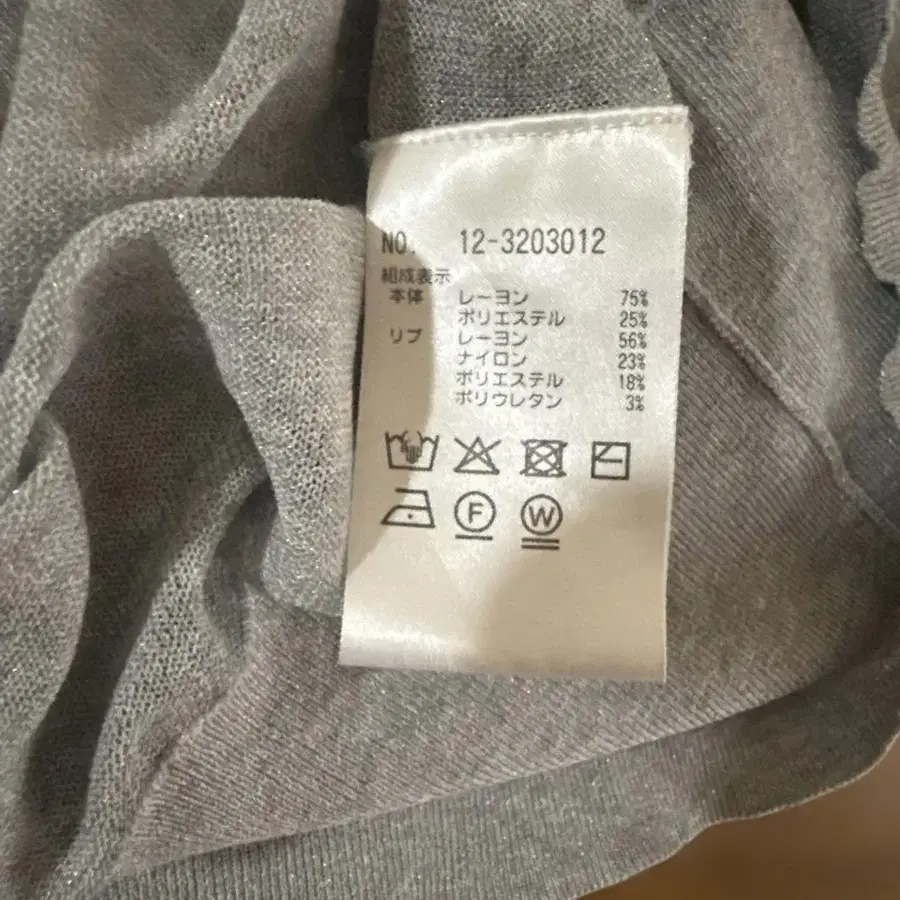 NO. 12-3203012
組成表示
本体 レーヨン 75%
ポリエステル 25%
リブ レーヨン 56%
ナイロン 23%
ポリエステル 18%
ポリウレタン 3%
F W